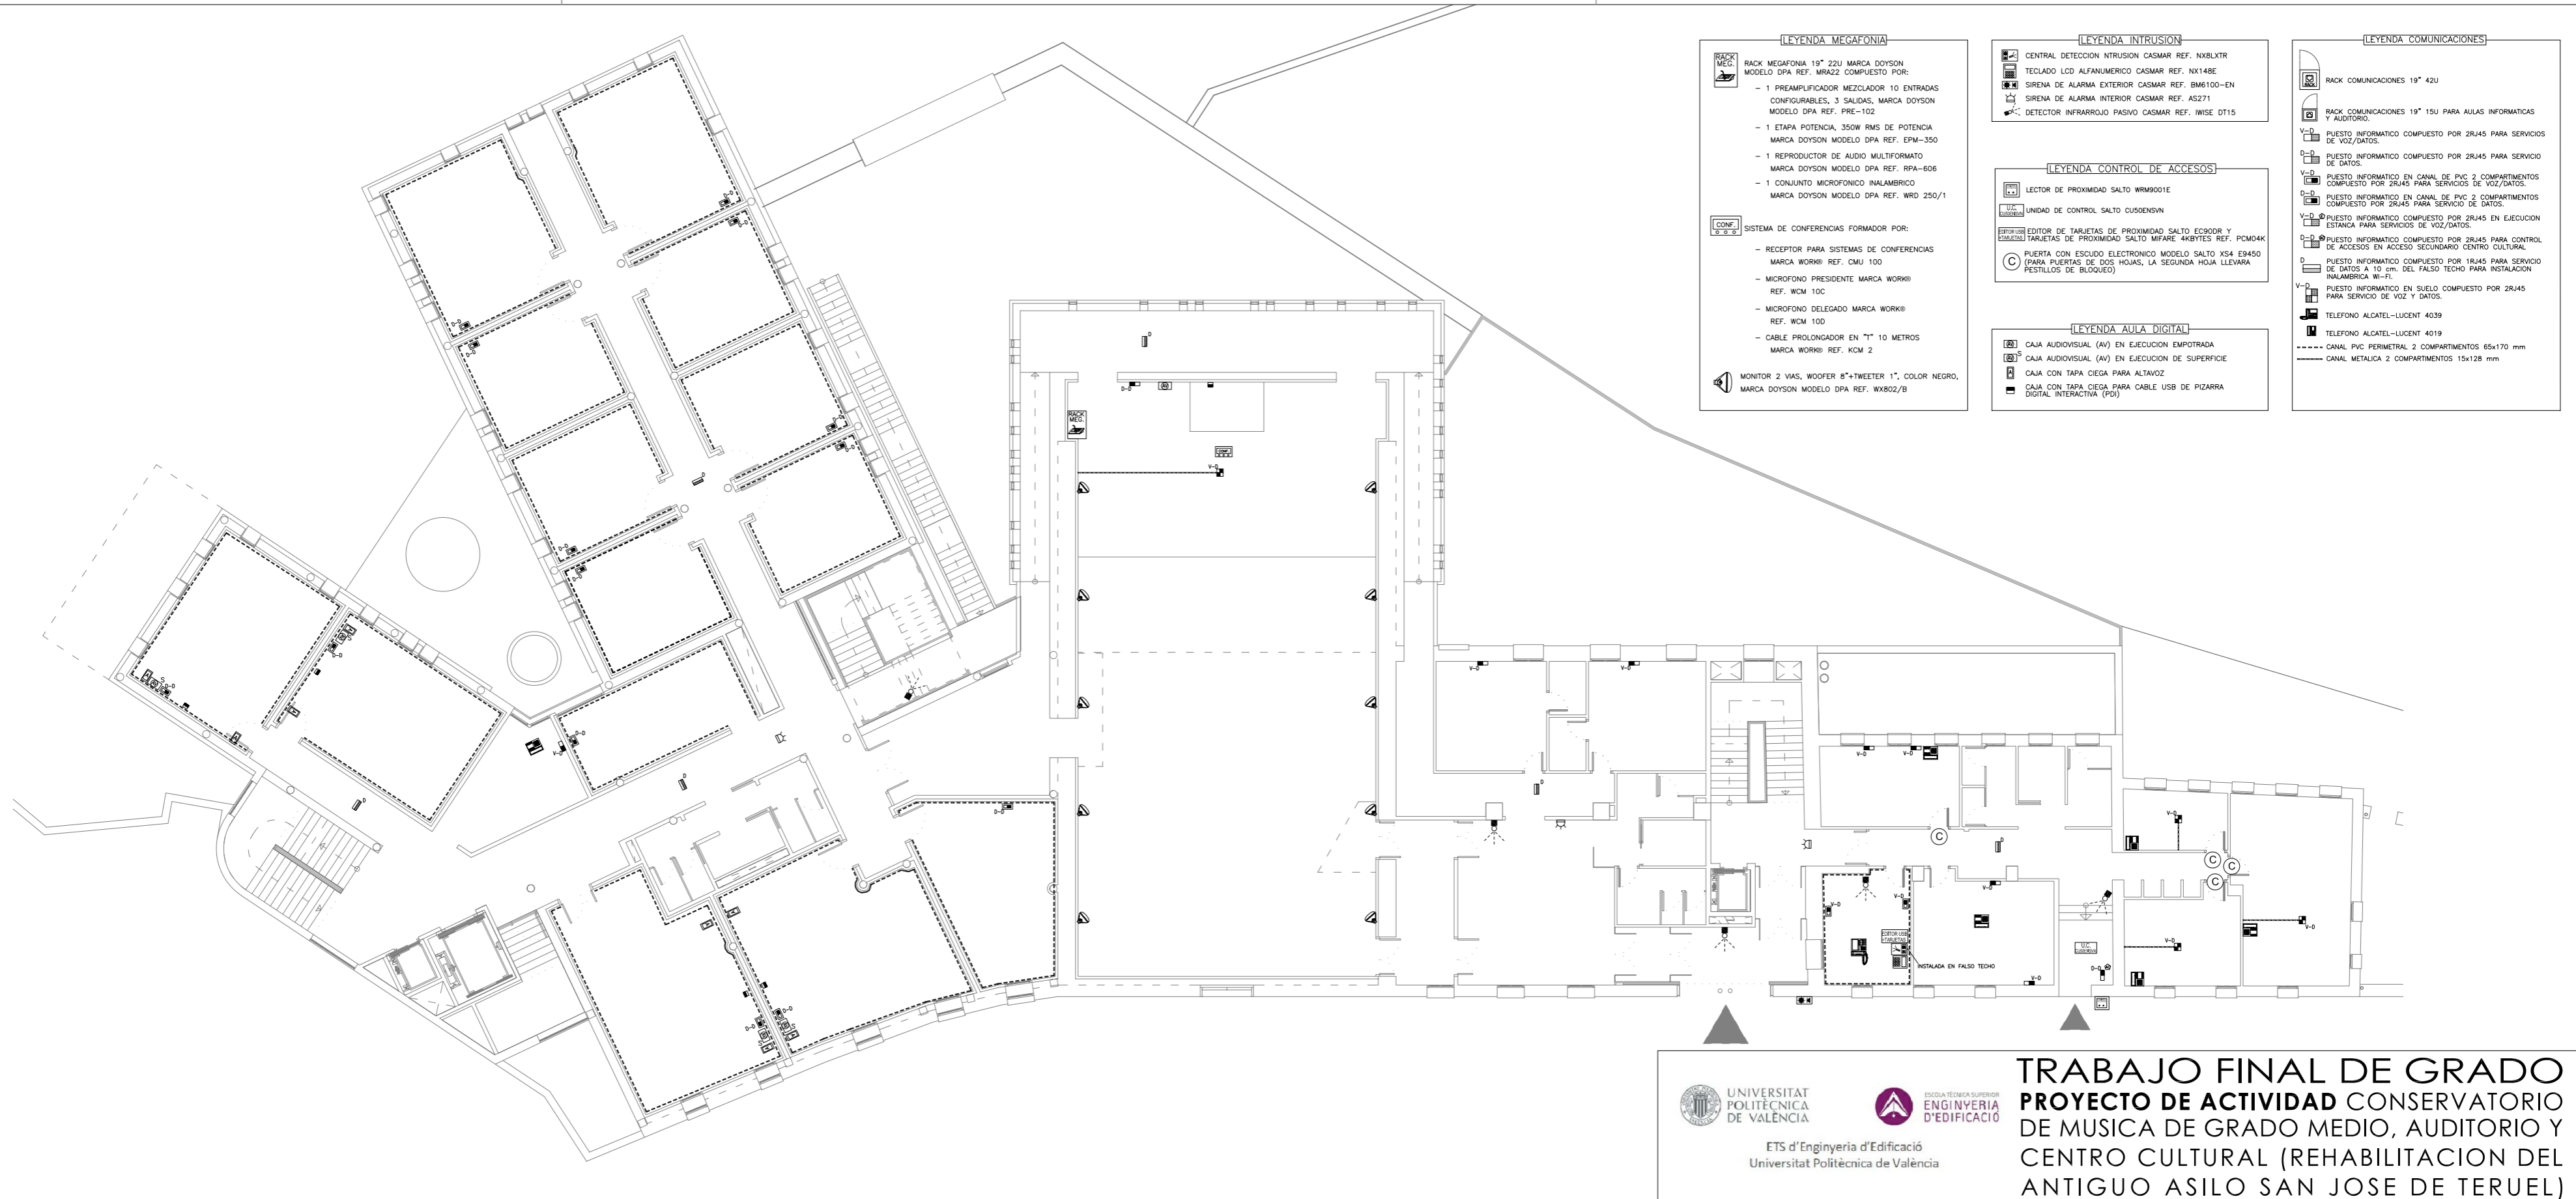 LEYENDA MEGAFONIA
RACK
MEG.
RACK MEGAFONIA 19" 22U MARCA DOYSON
MODELO DPA REF. MRA22 COMPUESTO POR:
– 1 PREAMPLIFICADOR MEZCLADOR 10 ENTRADAS
CONFIGURABLES, 3 SALIDAS, MARCA DOYSON
MODELO DPA REF. PRE-102
– 1 ETAPA POTENCIA, 350W RMS DE POTENCIA
MARCA DOYSON MODELO DPA REF. EPM-350
– 1 REPRODUCTOR DE AUDIO MULTIFORMATO
MARCA DOYSON MODELO DPA REF. RPA-606
– 1 CONJUNTO MICROFONICO INALAMBRICO
MARCA DOYSON MODELO DPA REF. WRD 250/1
CONF.
SISTEMA DE CONFERENCIAS FORMADOR POR:
– RECEPTOR PARA SISTEMAS DE CONFERENCIAS
MARCA WORK® REF. CMU 100
– MICROFONO PRESIDENTE MARCA WORK®
REF. WCM 10C
– MICROFONO DELEGADO MARCA WORK®
REF. WCM 10D
– CABLE PROLONGADOR EN "T" 10 METROS
MARCA WORK® REF. KCM 2
MONITOR 2 VIAS, WOOFER 8"+TWEETER 1", COLOR NEGRO,
MARCA DOYSON MODELO DPA REF. WX802/B
LEYENDA INTRUSION
CENTRAL DETECCION NTRUSION CASMAR REF. NX8LXTR
TECLADO LCD ALFANUMERICO CASMAR REF. NX148E
SIRENA DE ALARMA EXTERIOR CASMAR REF. BM6100-EN
SIRENA DE ALARMA INTERIOR CASMAR REF. AS271
DETECTOR INFRARROJO PASIVO CASMAR REF. IWISE DT15
LEYENDA CONTROL DE ACCESOS
LECTOR DE PROXIMIDAD SALTO WRM9001E
U.C.
UNIDAD DE CONTROL SALTO CU50ENSVN
EDITOR USB
+TARJETAS
EDITOR DE TARJETAS DE PROXIMIDAD SALTO EC90DR Y
TARJETAS DE PROXIMIDAD SALTO MIFARE 4KBYTES REF. PCM04K
C
PUERTA CON ESCUDO ELECTRONICO MODELO SALTO XS4 E9450
(PARA PUERTAS DE DOS HOJAS, LA SEGUNDA HOJA LLEVARA
PESTILLOS DE BLOQUEO)
LEYENDA AULA DIGITAL
CAJA AUDIOVISUAL (AV) EN EJECUCION EMPOTRADA
S
CAJA AUDIOVISUAL (AV) EN EJECUCION DE SUPERFICIE
CAJA CON TAPA CIEGA PARA ALTAVOZ
CAJA CON TAPA CIEGA PARA CABLE USB DE PIZARRA
DIGITAL INTERACTIVA (PDI)
LEYENDA COMUNICACIONES
RACK COMUNICACIONES 19" 42U
RACK COMUNICACIONES 19" 15U PARA AULAS INFORMATICAS
Y AUDITORIO.
V-D
PUESTO INFORMATICO COMPUESTO POR 2RJ45 PARA SERVICIOS
DE VOZ/DATOS.
D-D
PUESTO INFORMATICO COMPUESTO POR 2RJ45 PARA SERVICIO
DE DATOS.
V-D
PUESTO INFORMATICO EN CANAL DE PVC 2 COMPARTIMENTOS
COMPUESTO POR 2RJ45 PARA SERVICIOS DE VOZ/DATOS.
D-D
PUESTO INFORMATICO EN CANAL DE PVC 2 COMPARTIMENTOS
COMPUESTO POR 2RJ45 PARA SERVICIO DE DATOS.
V-D
PUESTO INFORMATICO COMPUESTO POR 2RJ45 EN EJECUCION
ESTANCA PARA SERVICIOS DE VOZ/DATOS.
D-D
PUESTO INFORMATICO COMPUESTO POR 2RJ45 PARA CONTROL
DE ACCESOS EN ACCESO SECUNDARIO CENTRO CULTURAL
D
PUESTO INFORMATICO COMPUESTO POR 1RJ45 PARA SERVICIO
DE DATOS A 10 cm. DEL FALSO TECHO PARA INSTALACION
INALAMBRICA WI-FI.
V-D
PUESTO INFORMATICO EN SUELO COMPUESTO POR 2RJ45
PARA SERVICIO DE VOZ Y DATOS.
TELEFONO ALCATEL-LUCENT 4039
TELEFONO ALCATEL-LUCENT 4019
CANAL PVC PERIMETRAL 2 COMPARTIMENTOS 65x170 mm
CANAL METALICA 2 COMPARTIMENTOS 15x128 mm
RACK
MEG.
CONF.
V-D
D-D
EDITOR USB
+TARJETAS
INSTALADA EN FALSO TECHO
U.C.
C
C
C
C
UNIVERSITAT
POLITÈCNICA
DE VALÈNCIA
ESCOLA TÈCNICA SUPERIOR
ENGINYERIA
D'EDIFICACIÓ
ETS d'Enginyeria d'Edificació
Universitat Politècnica de València
TRABAJO FINAL DE GRADO
PROYECTO DE ACTIVIDAD CONSERVATORIO
DE MUSICA DE GRADO MEDIO, AUDITORIO Y
CENTRO CULTURAL (REHABILITACION DEL
ANTIGUO ASILO SAN JOSE DE TERUEL)